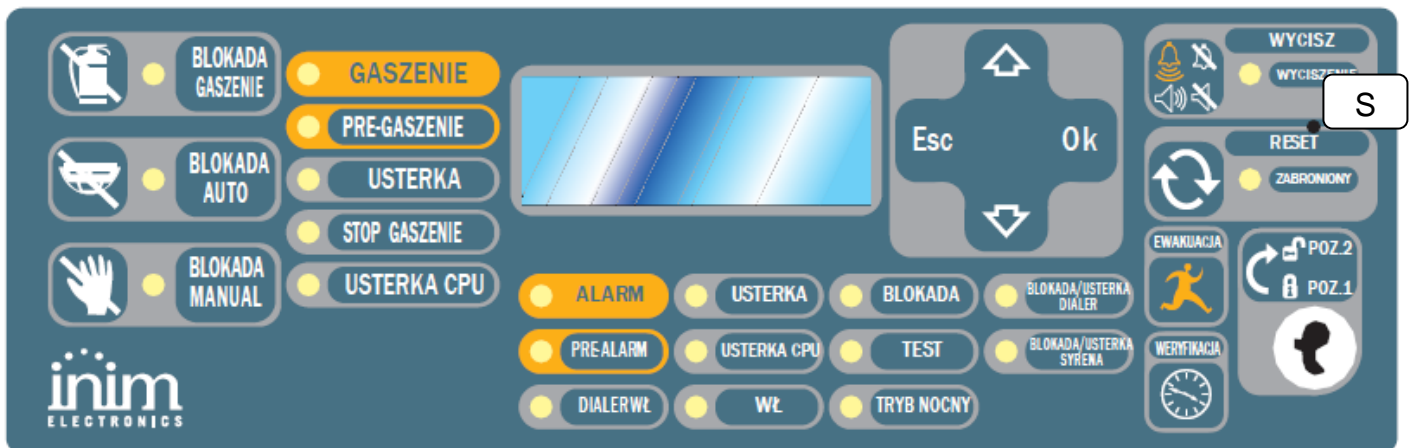 BLOKADA
GASZENIE
BLOKADA
AUTO
BLOKADA
MANUAL
GASZENIE
PRE-GASZENIE
USTERKA
STOP GASZENIE
USTERKA CPU
Esc
Ok
WYCISZ
WYCISZENIE
S
RESET
ZABRONIONY
EWAKUACJA
WERYFIKACJA
POZ.2
POZ.1
ALARM
USTERKA
BLOKADA
BLOKADA/USTERKA
DIALER
PRE-ALARM
USTERKA CPU
TEST
BLOKADA/USTERKA
SYRENA
DIALER WŁ
WŁ
TRYB NOCNY
inim
ELECTRONICS